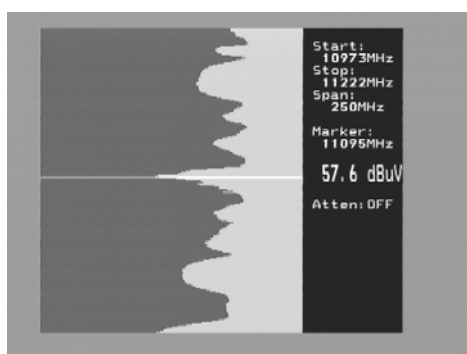 Start:
10973MHz
Stop:
11222MHz
Span:
250MHz
Marker:
11095MHz
57.6 dBuV
Atten:OFF